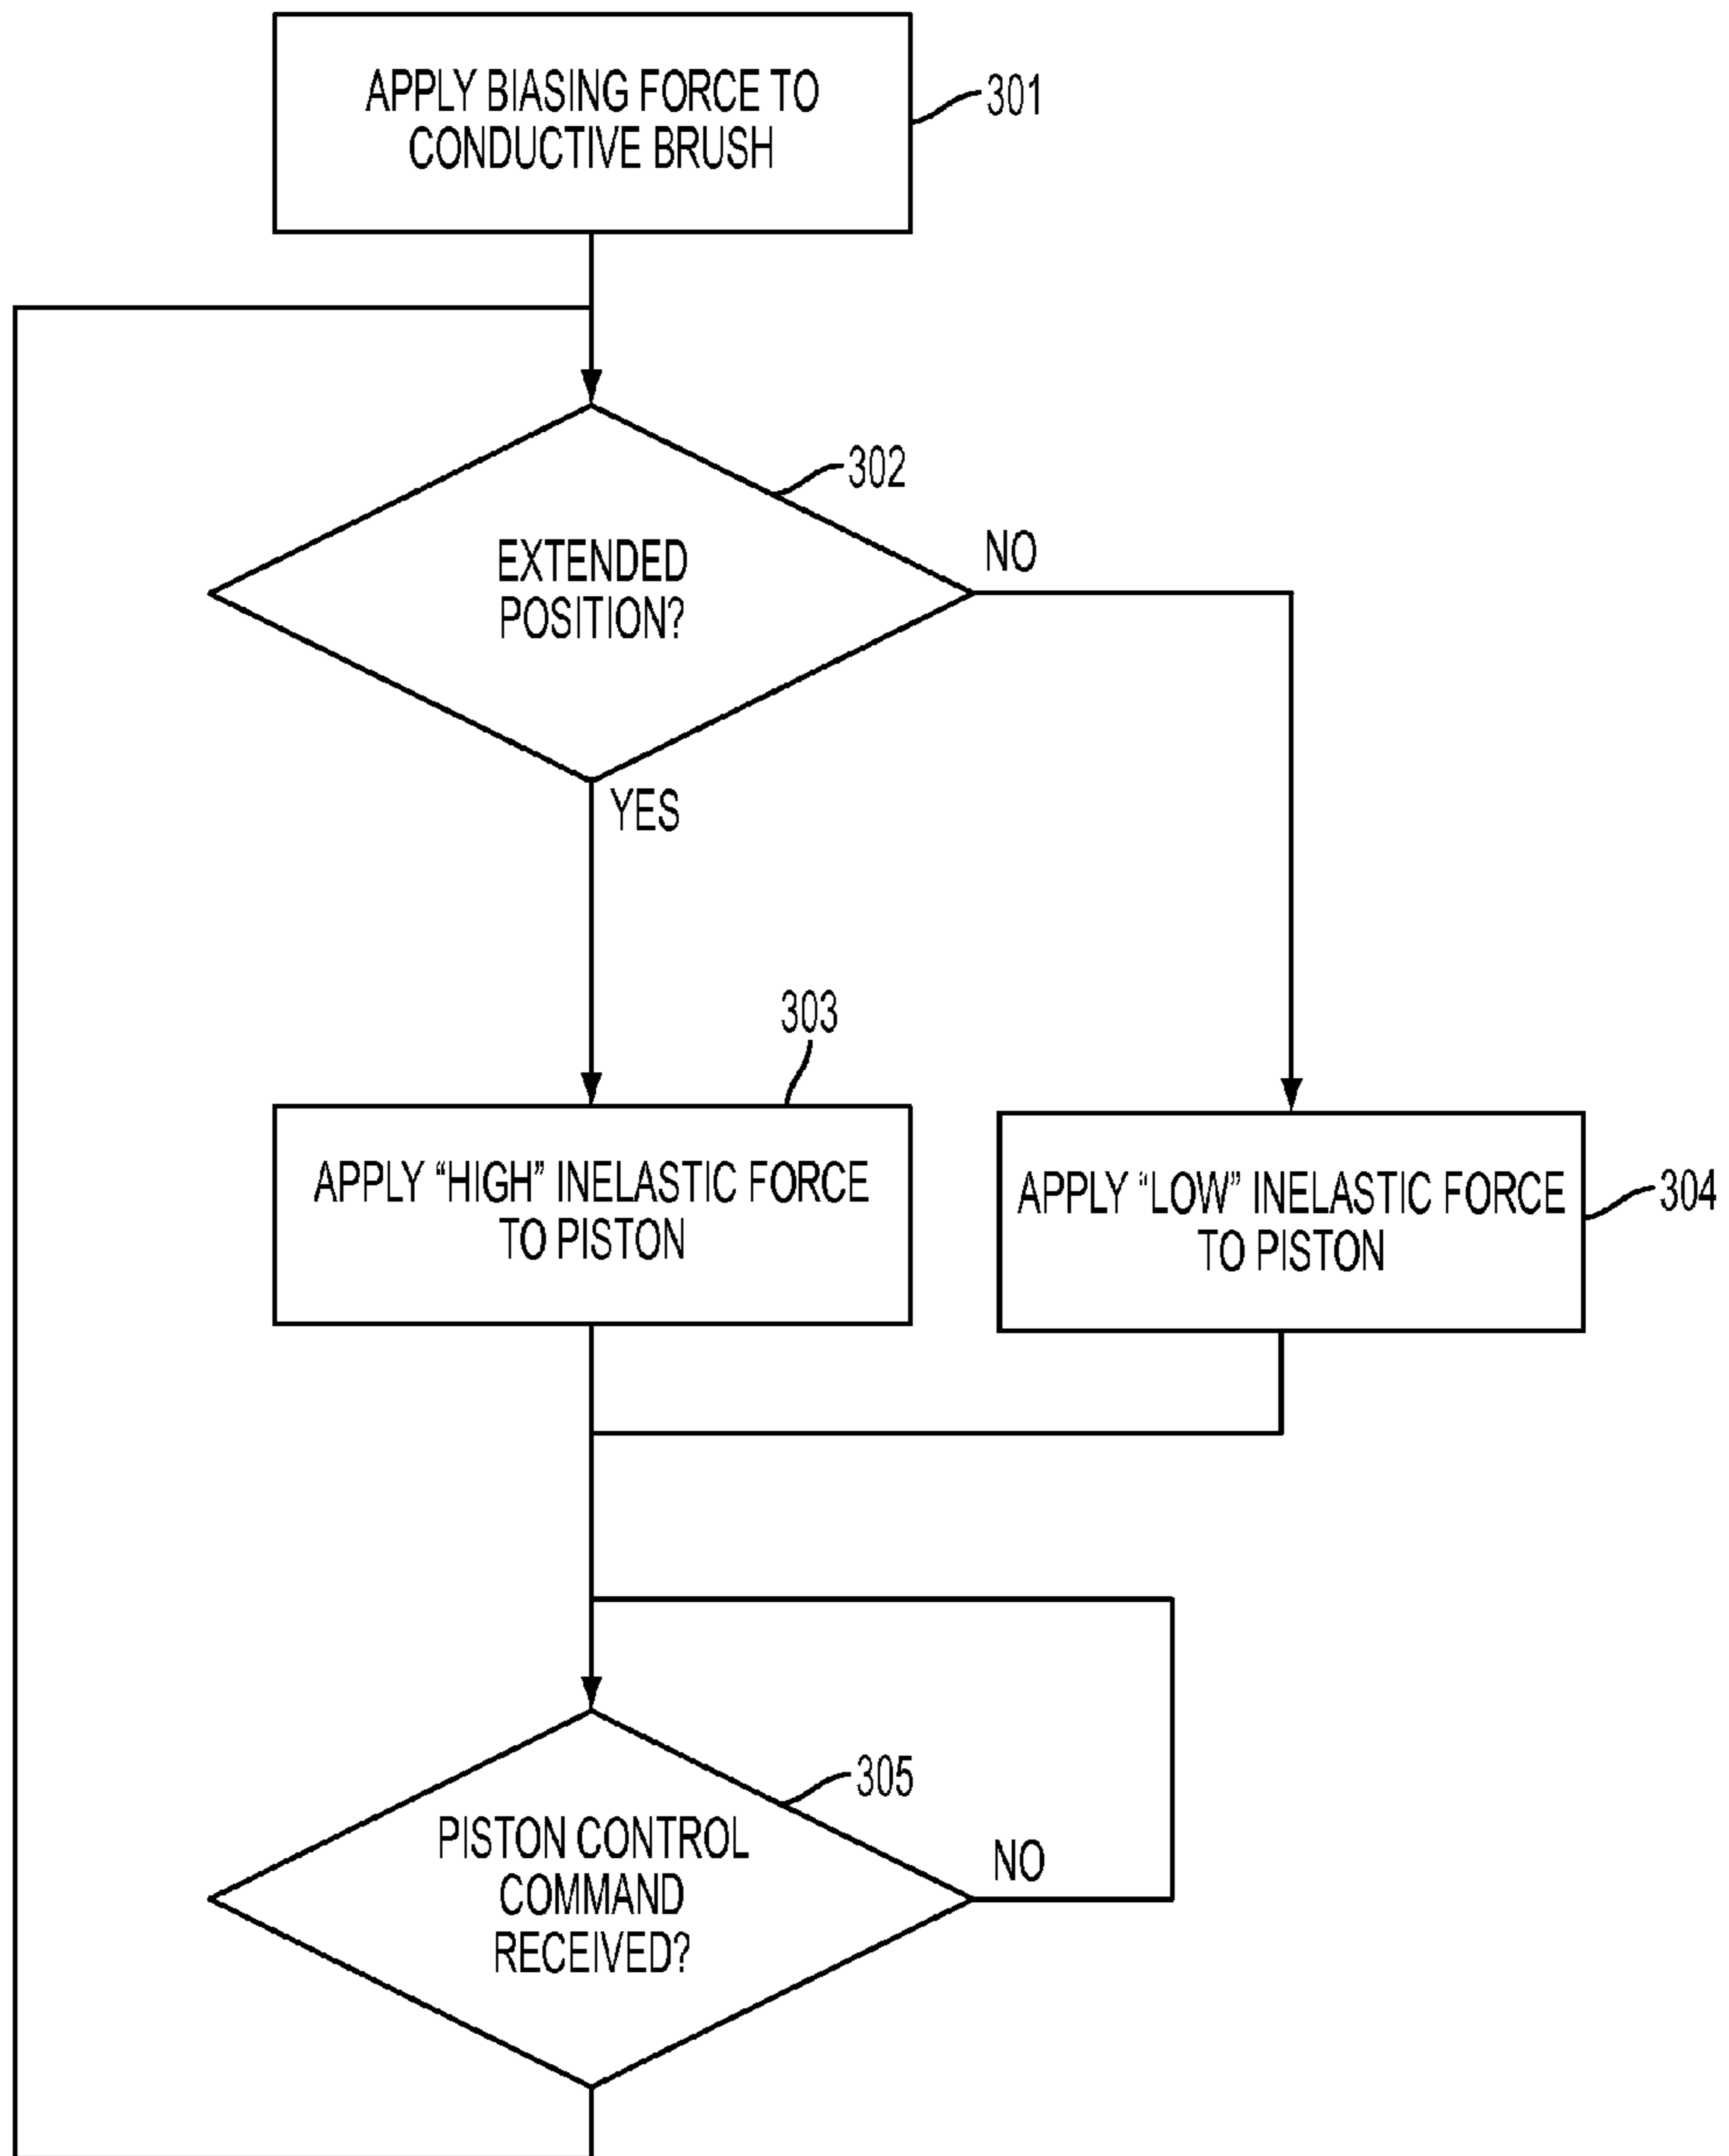 APPLY BIASING FORCE TO
CONDUCTIVE BRUSH
301
302
EXTENDED
POSITION?
NO
YES
303
APPLY “HIGH” INELASTIC FORCE
TO PISTON
APPLY “LOW” INELASTIC FORCE
TO PISTON
304
305
PISTON CONTROL
COMMAND
RECEIVED?
NO